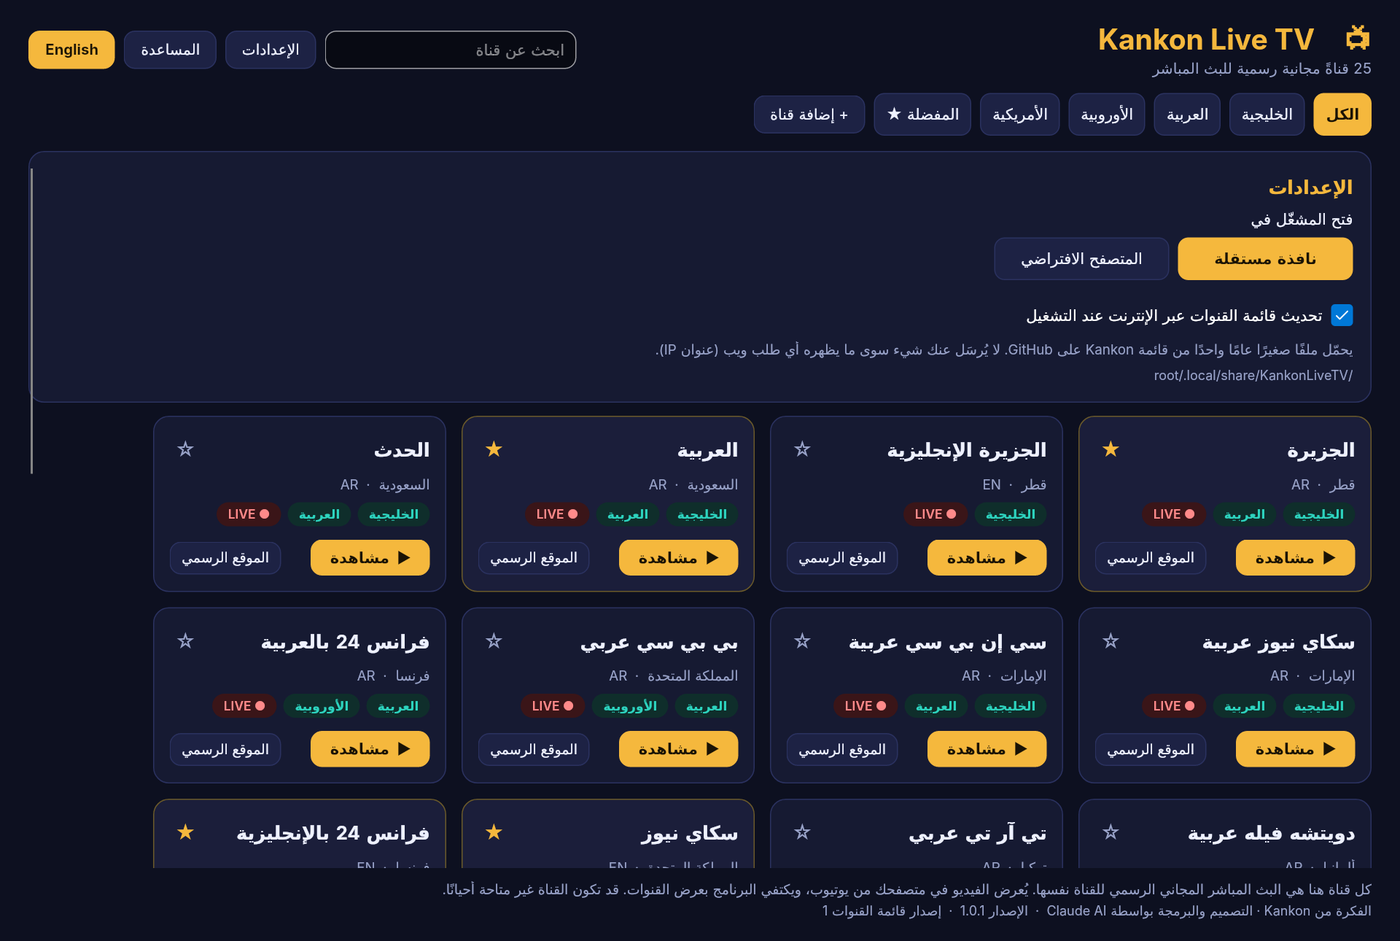 Kankon Live TV
25 قناةً مجانية رسمية للبث المباشر
ابحث عن قناة
الإعدادات
المساعدة
English
الكل
الخليجية
العربية
الأوروبية
الأمريكية
المفضلة ★
+ إضافة قناة
الإعدادات
فتح المشغّل في
نافذة مستقلة
المتصفح الافتراضي
تحديث قائمة القنوات عبر الإنترنت عند التشغيل
يحمّل ملفًا صغيرًا عامًا واحدًا من قائمة Kankon على GitHub. لا يُرسَل عنك شيء سوى ما يظهره أي طلب ويب (عنوان IP).
root/.local/share/KankonLiveTV/
الجزيرة ★
قطر · AR
الخليجية العربية ● LIVE
▶ مشاهدة الموقع الرسمي
الجزيرة الإنجليزية ☆
قطر · EN
الخليجية ● LIVE
▶ مشاهدة الموقع الرسمي
العربية ★
السعودية · AR
الخليجية العربية ● LIVE
▶ مشاهدة الموقع الرسمي
الحدث ☆
السعودية · AR
الخليجية العربية ● LIVE
▶ مشاهدة الموقع الرسمي
سكاي نيوز عربية ☆
الإمارات · AR
الخليجية العربية ● LIVE
▶ مشاهدة الموقع الرسمي
سي إن بي سي عربية ☆
الإمارات · AR
الخليجية العربية ● LIVE
▶ مشاهدة الموقع الرسمي
بي بي سي عربي ☆
المملكة المتحدة · AR
العربية الأوروبية ● LIVE
▶ مشاهدة الموقع الرسمي
فرانس 24 بالعربية ☆
فرنسا · AR
العربية الأوروبية ● LIVE
▶ مشاهدة الموقع الرسمي
دويتشه فيله عربية ☆
ألمانيا · AR
تي آر تي عربي ☆
تركيا · AR
سكاي نيوز ★
المملكة المتحدة · EN
فرانس 24 بالإنجليزية ★
فرنسا · EN
كل قناة هنا هي البث المباشر المجاني الرسمي للقناة نفسها. يُعرض الفيديو في متصفحك من يوتيوب، ويكتفي البرنامج بعرض القنوات. قد تكون القناة غير متاحة أحيانًا.
الفكرة من Kankon · التصميم والبرمجة بواسطة Claude AI · الإصدار 1.0.1 · إصدار قائمة القنوات 1